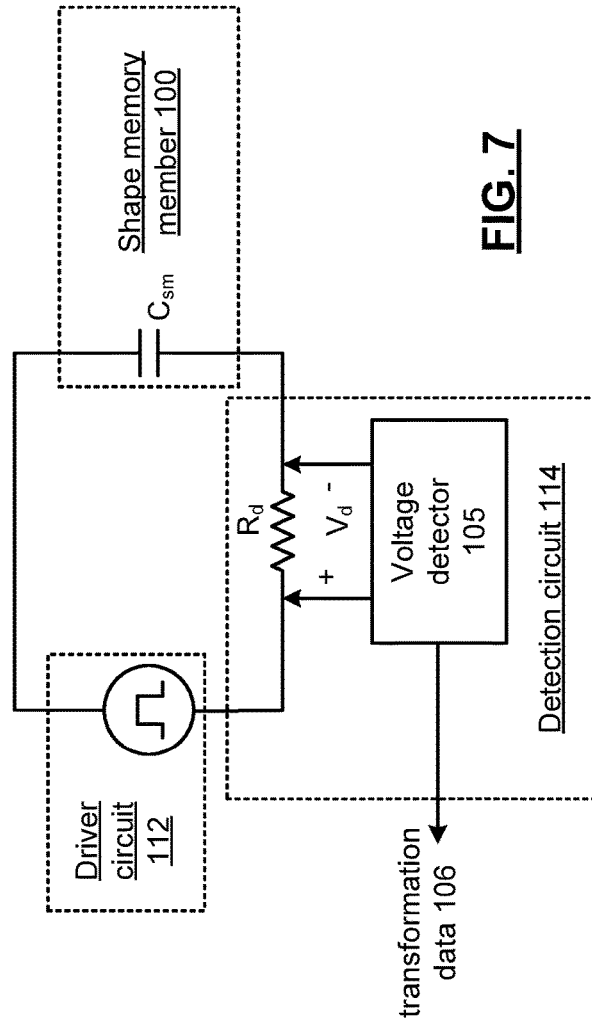 Driver
circuit
112
Shape memory
member 100
C_sm
R_d
+ V_d -
Voltage
detector
105
Detection circuit 114
transformation
data 106
FIG. 7